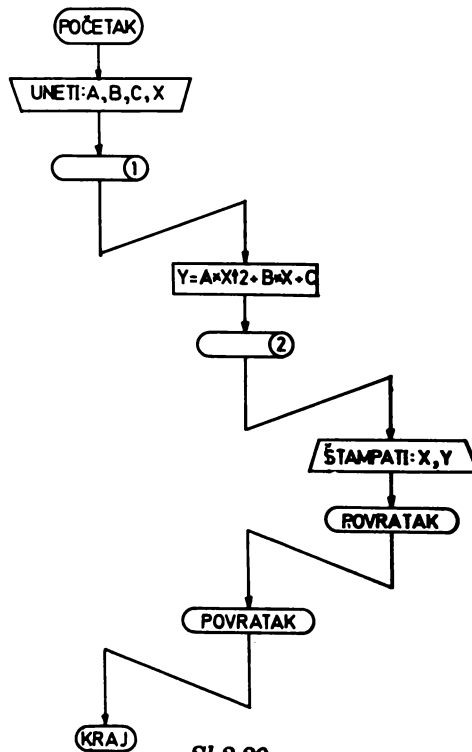 POČETAK
UNETI:A,B,C,X
1
Y=A*X↑2+B*X+C
2
ŠTAMPATI:X,Y
POVRATAK
POVRATAK
KRAJ